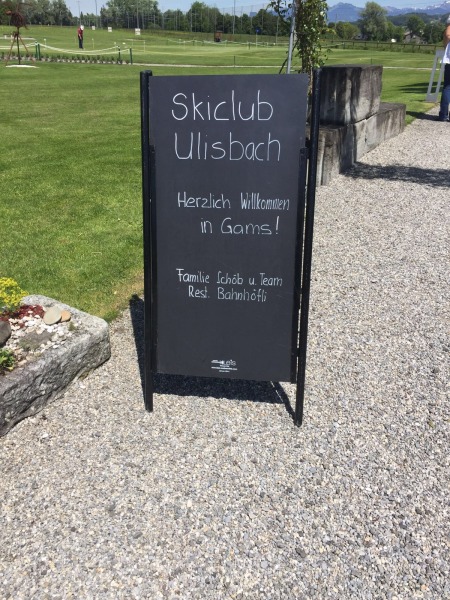 Skiclub
Ulisbach
Herzlich Willkommen
in Gams!
Familie Schöb u. Team
Rest. Bahnhöfli